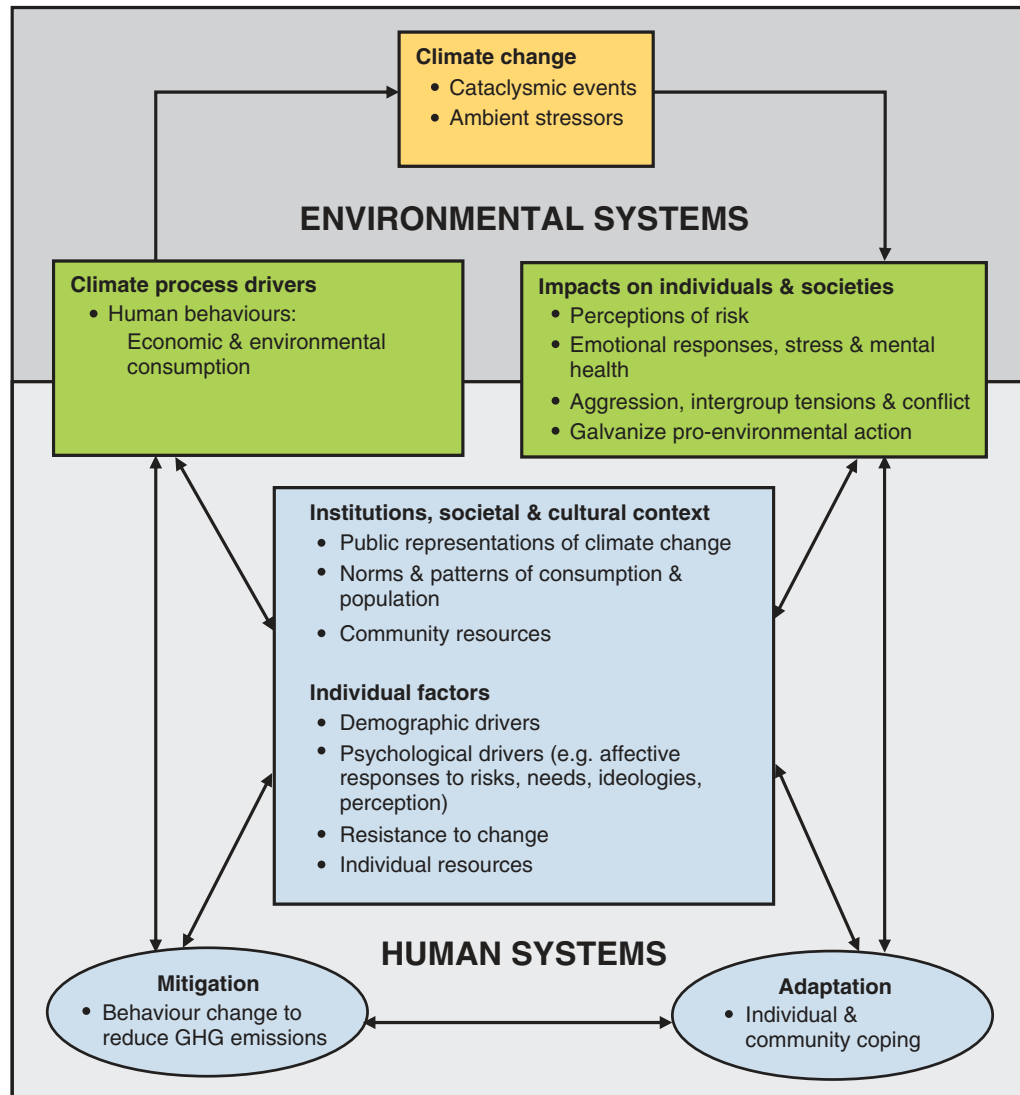 Climate change
• Cataclysmic events
• Ambient stressors
ENVIRONMENTAL SYSTEMS
Climate process drivers
• Human behaviours:
Economic & environmental
consumption
Impacts on individuals & societies
• Perceptions of risk
• Emotional responses, stress & mental
health
• Aggression, intergroup tensions & conflict
• Galvanize pro-environmental action
Institutions, societal & cultural context
• Public representations of climate change
• Norms & patterns of consumption &
population
• Community resources
Individual factors
• Demographic drivers
• Psychological drivers (e.g. affective
responses to risks, needs, ideologies,
perception)
• Resistance to change
• Individual resources
HUMAN SYSTEMS
Mitigation
• Behaviour change to
reduce GHG emissions
Adaptation
• Individual &
community coping